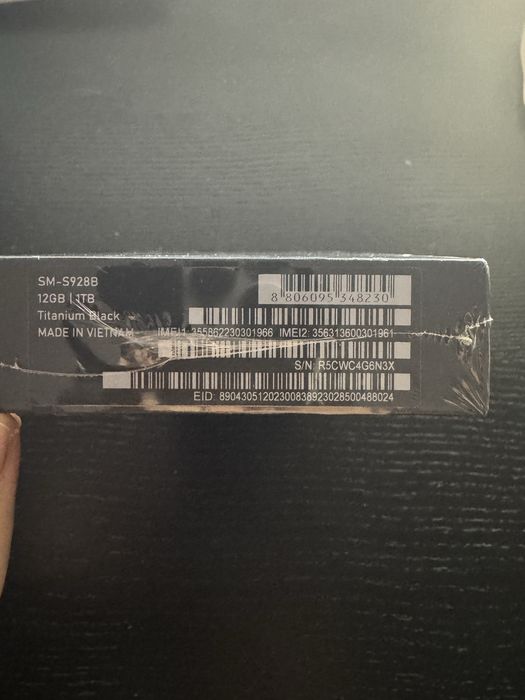 SM-S928B
8 806095 348230
12GB | 1TB
Titanium Black
MADE IN VIETNAM
IMEI1: 355862230301966 IMEI2: 356313600301961
S/N: R5CWC4G6N3X
EID: 89043051202300838923028500488024